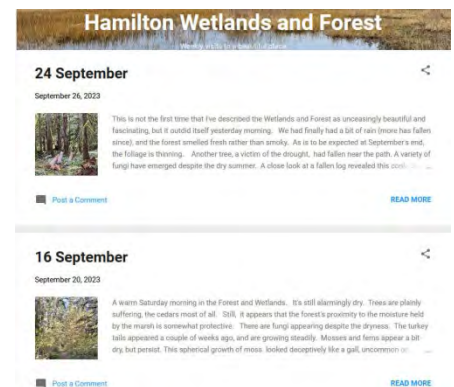 Hamilton Wetlands and Forest
Weekly visits to a beautiful place
24 September
September 26, 2023
This is not the first time that I've described the Wetlands and Forest as unceasingly beautiful and
fascinating, but it outdid itself yesterday morning. We had finally had a bit of rain (more has fallen
since), and the forest smelled fresh rather than smoky. As is to be expected at September's end,
the foliage is thinning. Another tree, a victim of the drought, had fallen near the path. A variety of
fungi have emerged despite the dry summer. A close look at a fallen log revealed this
Post a Comment
READ MORE
16 September
September 20, 2023
A warm Saturday morning in the Forest and Wetlands. It's still alarmingly dry. Trees are plainly
suffering, the cedars most of all. Still, it appears that the forest's proximity to the moisture held
by the marsh is somewhat protective. There are fungi appearing despite the dryness. The turkey
tails appeared a couple of weeks ago, and are growing steadily. Mosses and ferns appear a bit
dry, but persist. This spherical growth of moss looked deceptively like a gall, uncommon
Post a Comment
READ MORE